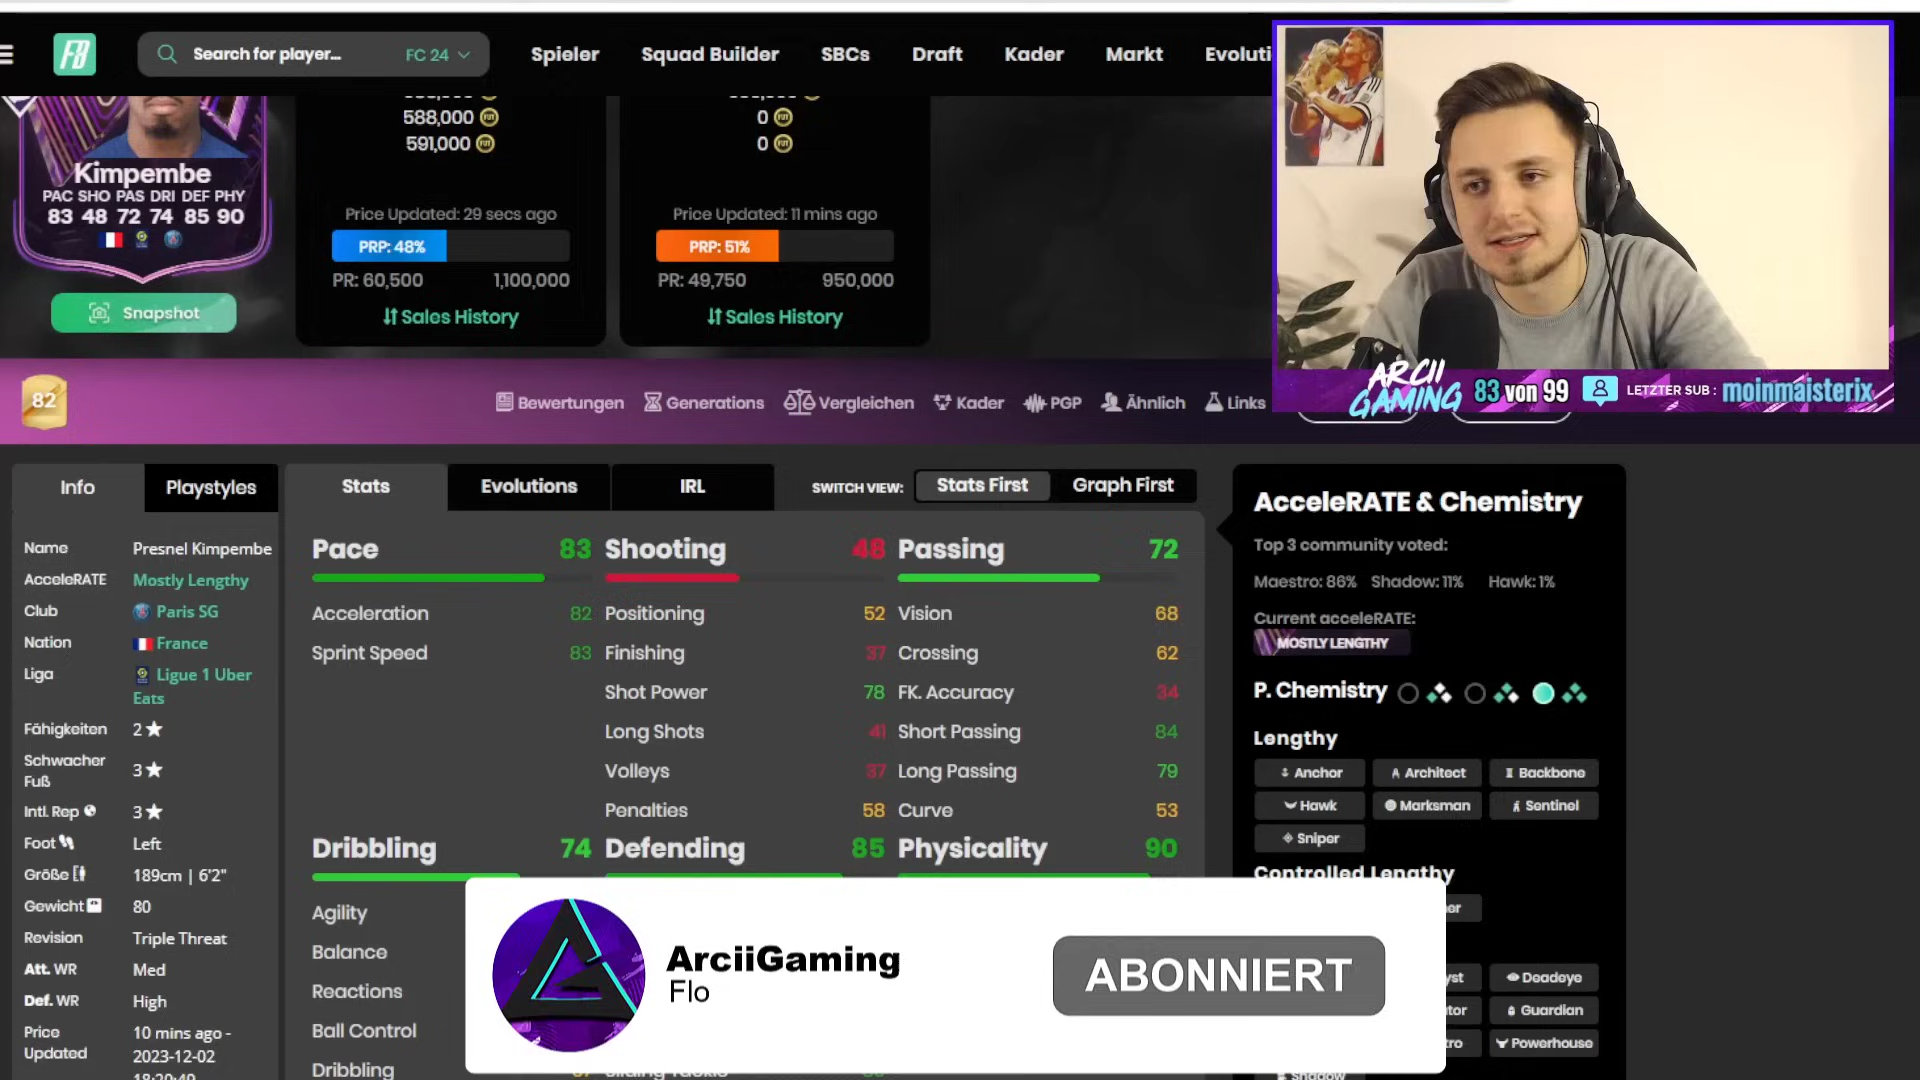 Search for player...
FC 24
Spieler
Squad Builder
SBCs
Draft
Kader
Markt
Kimpembe
PAC SHO PAS DRI DEF PHY
83 48 72 74 85 90
Snapshot
588,000
591,000
Price Updated: 29 secs ago
PRP: 48%
PR: 60,500 1,100,000
Sales History
0
0
Price Updated: 11 mins ago
PRP: 51%
PR: 49,750 950,000
Sales History
ARCII
GAMING
83 von 99
LETZTER SUB : moinmaisterix
82
Bewertungen
Generations
Vergleichen
Kader
PGP
Ähnlich
Links
Info
Playstyles
Name Presnel Kimpembe
AcceleRATE Mostly Lengthy
Club Paris SG
Nation France
Liga Ligue 1 Uber
Eats
Fähigkeiten 2
Schwacher
Fuß 3
Intl. Rep 3
Foot Left
Größe 189cm | 6'2"
Gewicht 80
Revision Triple Threat
Att. WR Med
Def. WR High
Price
Updated
10 mins ago -
2023-12-02
Stats
Evolutions
IRL
SWITCH VIEW:
Stats First
Graph First
Pace 83
Acceleration 82
Sprint Speed 83
Shooting 48
Positioning 52
Finishing 37
Shot Power 78
Long Shots 41
Volleys 37
Penalties 58
Passing 72
Vision 68
Crossing 62
FK. Accuracy 34
Short Passing 84
Long Passing 79
Curve 53
Dribbling 74
Agility
Balance
Reactions
Ball Control
Dribbling
Defending 85
Physicality 90
AcceleRATE & Chemistry
Top 3 community voted:
Maestro: 86% Shadow: 11% Hawk: 1%
Current acceleRATE:
MOSTLY LENGTHY
P. Chemistry
Lengthy
Anchor
Architect
Backbone
Hawk
Marksman
Sentinel
Sniper
Controlled Lengthy
Deadeye
Guardian
Powerhouse
ArciiGaming
Flo
ABONNIERT